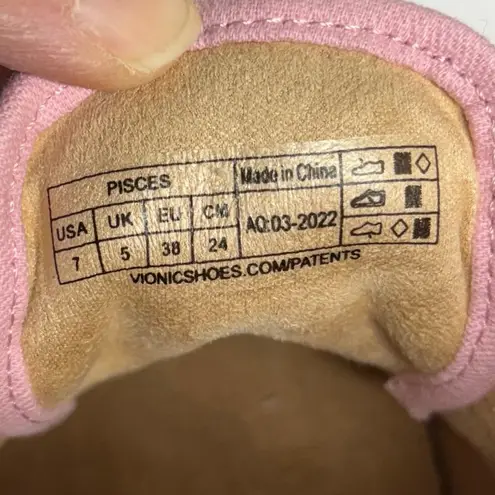 PISCES Made in China
USA UK EU CM
7 5 38 24 AQ:03-2022
VIONICSHOES.COM/PATENTS